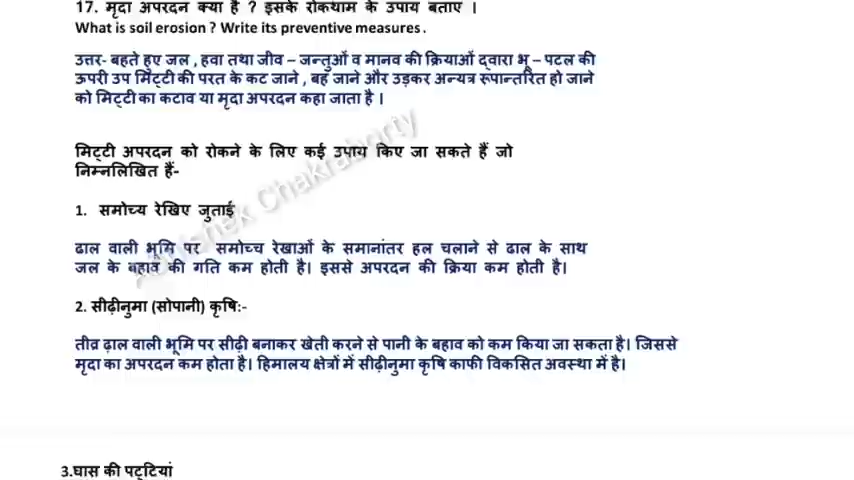 17. मृदा अपरदन क्या है ? इसके रोकथाम के उपाय बताए ।
What is soil erosion ? Write its preventive measures .
उत्तर- बहते हुए जल , हवा तथा जीव – जन्तुओं व मानव की क्रियाओं द्वारा भू – पटल की
ऊपरी उप मिट्टी की परत के कट जाने , बह जाने और उड़कर अन्यत्र रूपान्तरित हो जाने
को मिट्टी का कटाव या मृदा अपरदन कहा जाता है ।
मिट्टी अपरदन को रोकने के लिए कई उपाय किए जा सकते हैं जो
निम्नलिखित हैं-
1. समोच्य रेखिए जुताई
ढाल वाली भूमि पर समोच्च रेखाओं के समानांतर हल चलाने से ढाल के साथ
जल के बहाव की गति कम होती है। इससे अपरदन की क्रिया कम होती है।
2. सीढ़ीनुमा (सोपानी) कृषि:-
तीव्र ढ़ाल वाली भूमि पर सीढ़ी बनाकर खेती करने से पानी के बहाव को कम किया जा सकता है। जिससे
मृदा का अपरदन कम होता है। हिमालय क्षेत्रों में सीढ़ीनुमा कृषि काफी विकसित अवस्था में है।
3.घास की पट्टियां
Abhishek Chakraborty